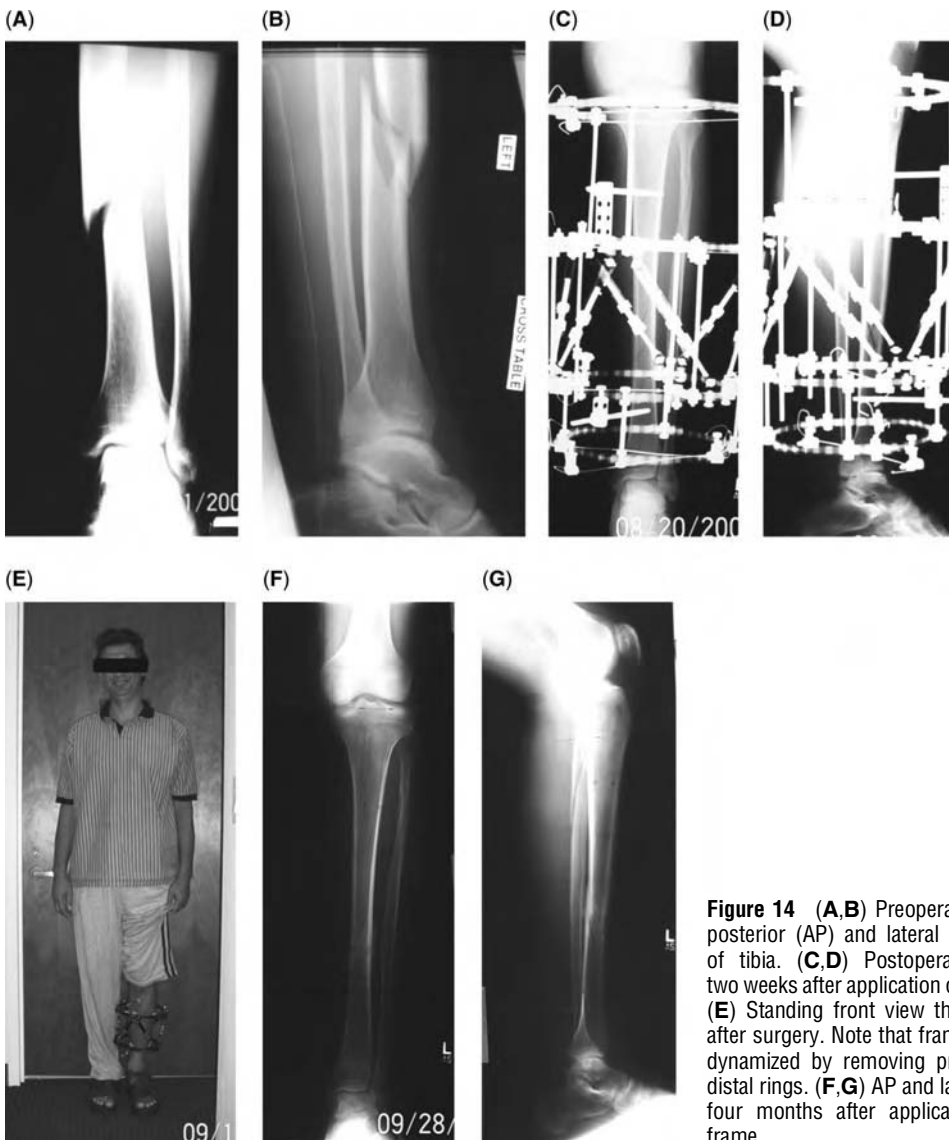 (A)
(B)
(C)
(D)
LEFT
CROSS TABLE
1/200
08/20/200
(E)
(F)
(G)
L
L
09/1
09/28/
Figure 14 (A,B) Preopera
posterior (AP) and lateral
of tibia. (C,D) Postopera
two weeks after application o
(E) Standing front view th
after surgery. Note that fran
dynamized by removing pr
distal rings. (F,G) AP and la
four months after applica
frame.